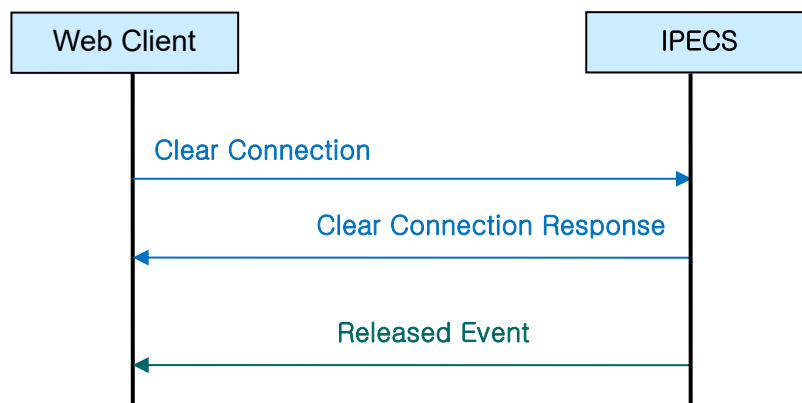 Web Client
IPECS
Clear Connection
Clear Connection Response
Released Event